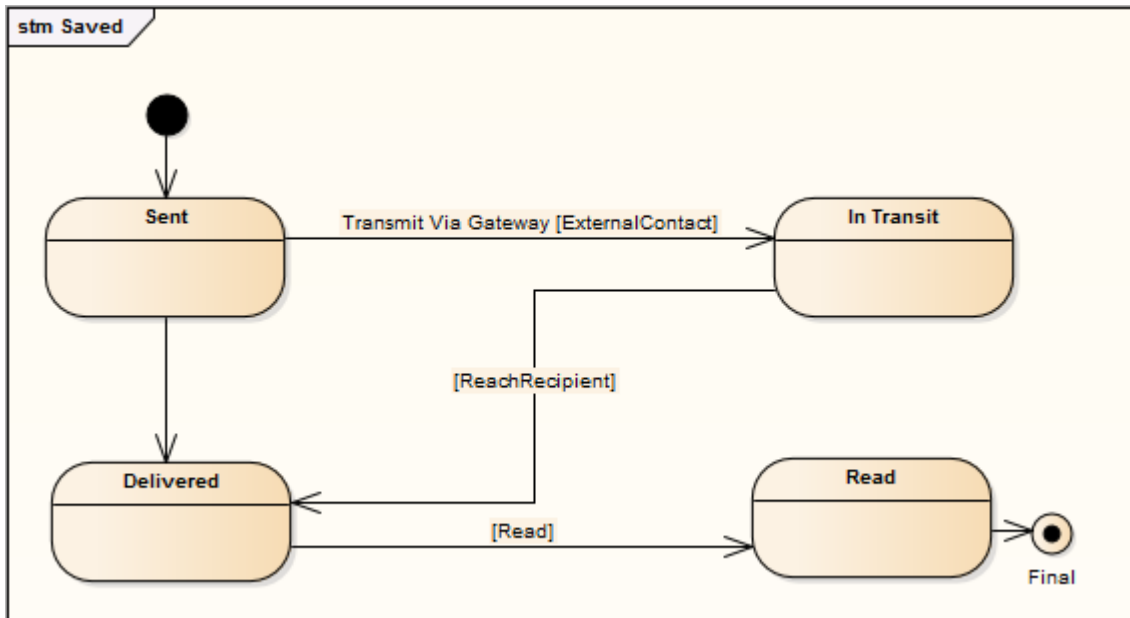 stm Saved
Sent
Transmit Via Gateway [ExternalContact]
In Transit
[ReachRecipient]
Delivered
[Read]
Read
Final